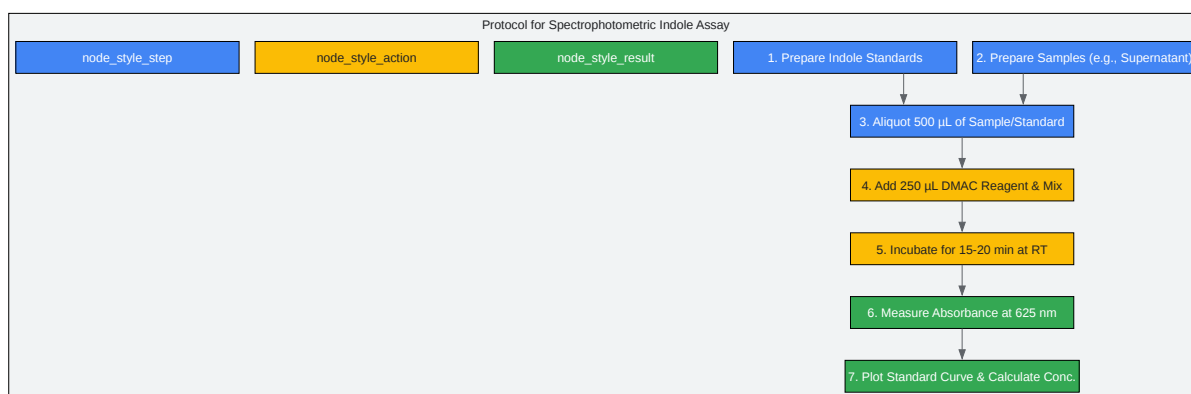 Protocol for Spectrophotometric Indole Assay
node_style_step
node_style_action
node_style_result
1. Prepare Indole Standards
2. Prepare Samples (e.g., Supernatant)
3. Aliquot 500 µL of Sample/Standard
4. Add 250 µL DMAC Reagent & Mix
5. Incubate for 15-20 min at RT
6. Measure Absorbance at 625 nm
7. Plot Standard Curve & Calculate Conc.